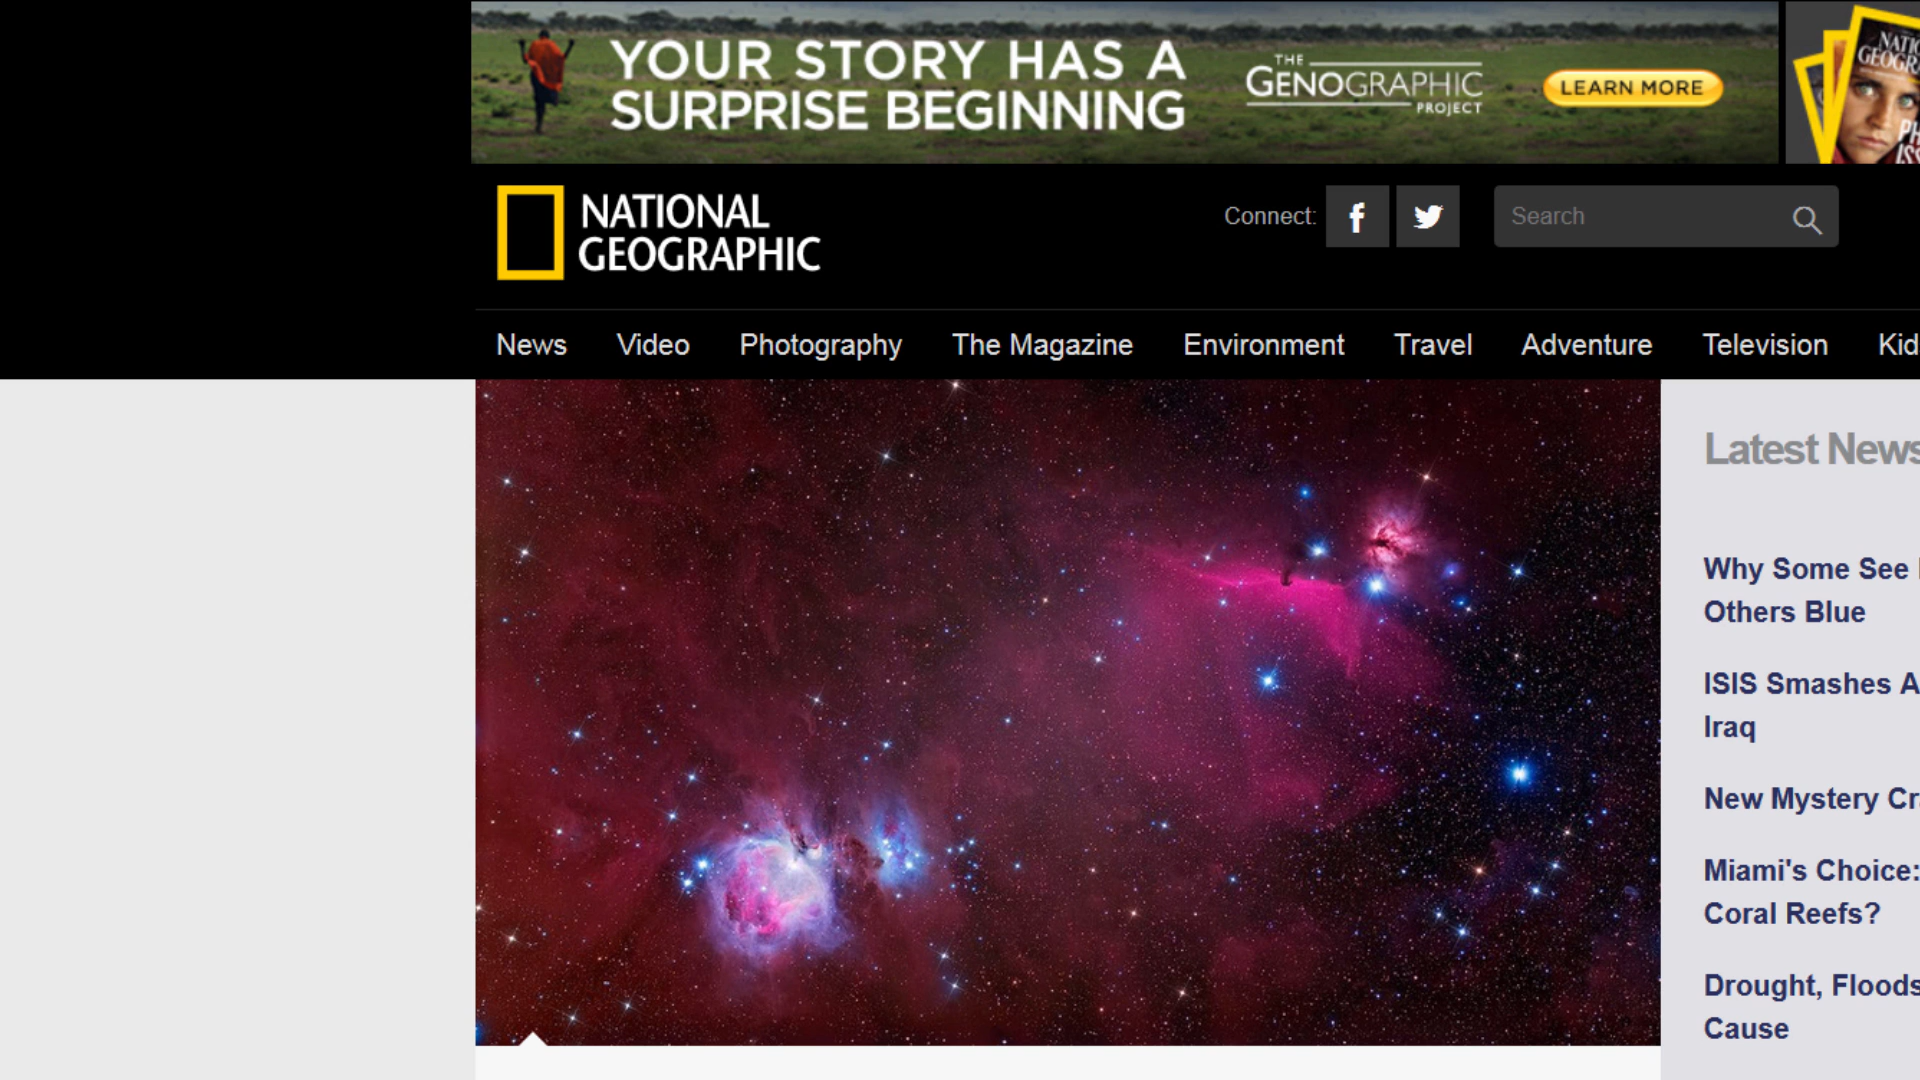 YOUR STORY HAS A
SURPRISE BEGINNING
THE
GENOGRAPHIC
PROJECT
LEARN MORE
NATIONAL
GEOGRAPHIC
Connect:
Search
News Video Photography The Magazine Environment Travel Adventure Television Kid
Latest News
Why Some See
Others Blue
ISIS Smashes A
Iraq
New Mystery Cr
Miami's Choice:
Coral Reefs?
Drought, Floods
Cause